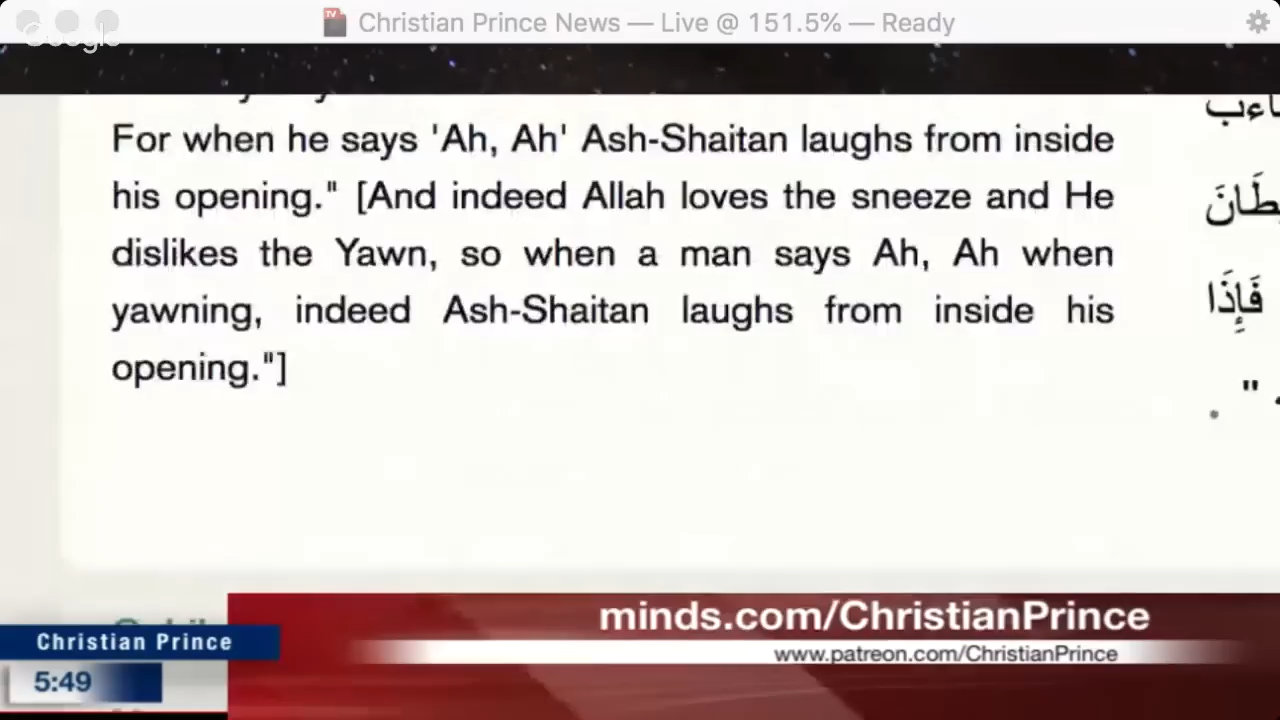 Christian Prince News — Live @ 151.5% — Ready
Google
For when he says 'Ah, Ah' Ash-Shaitan laughs from inside
his opening." [And indeed Allah loves the sneeze and He
dislikes the Yawn, so when a man says Ah, Ah when
yawning, indeed Ash-Shaitan laughs from inside his
opening."]
فَإِذَا
minds.com/ChristianPrince
www.patreon.com/ChristianPrince
Christian Prince
5:49